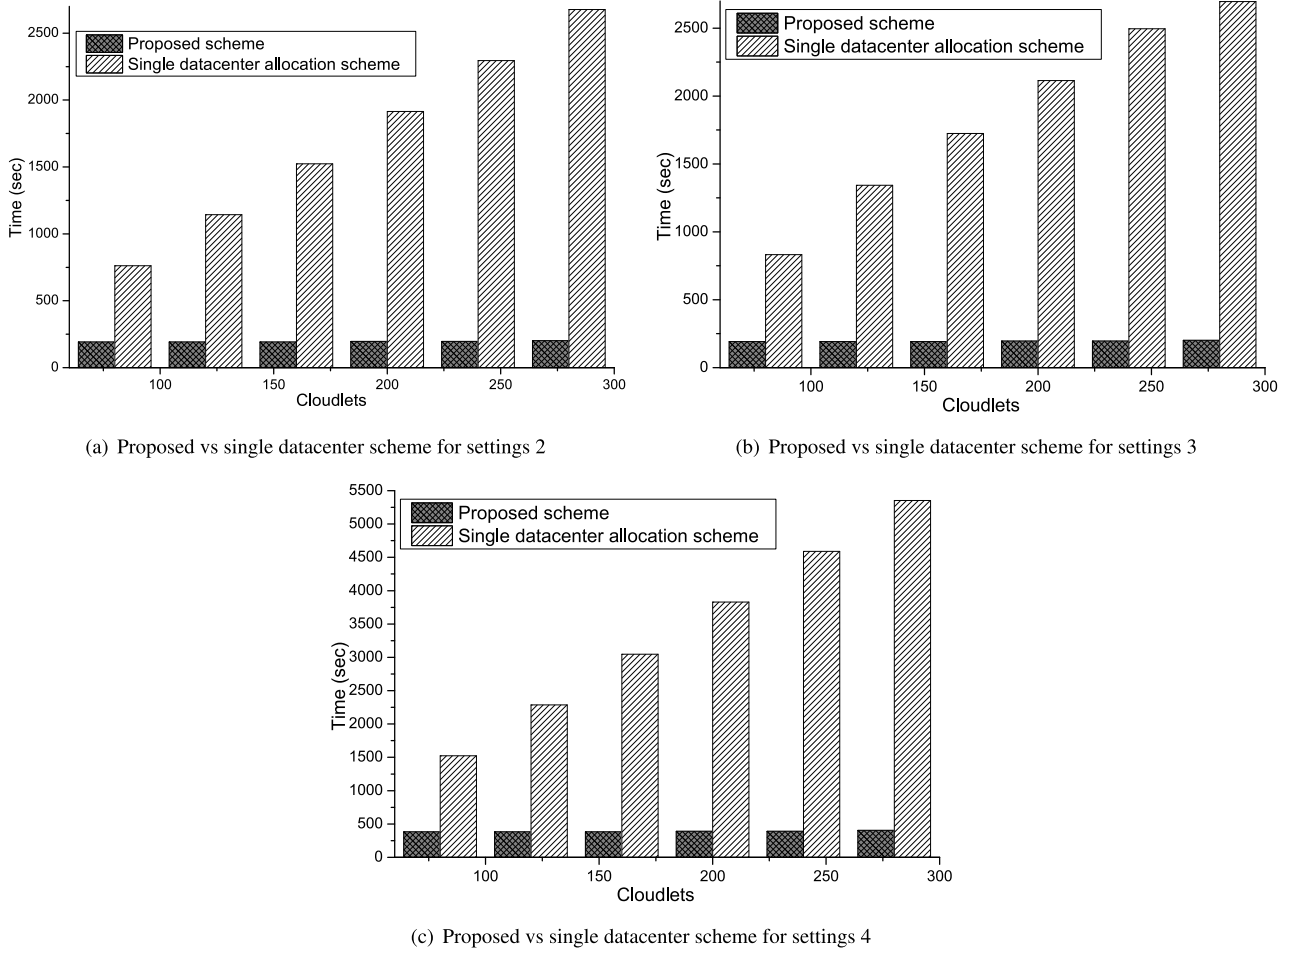 2500
2000
1500
1000
500
0
Time (sec)
Proposed scheme
Single datacenter allocation scheme
100 150 200 250 300
Cloudlets
(a) Proposed vs single datacenter scheme for settings 2
2500
2000
1500
1000
500
0
Time (sec)
Proposed scheme
Single datacenter allocation scheme
100 150 200 250 300
Cloudlets
(b) Proposed vs single datacenter scheme for settings 3
5500
5000
4500
4000
3500
3000
2500
2000
1500
1000
500
0
Time (sec)
Proposed scheme
Single datacenter allocation scheme
100 150 200 250 300
Cloudlets
(c) Proposed vs single datacenter scheme for settings 4